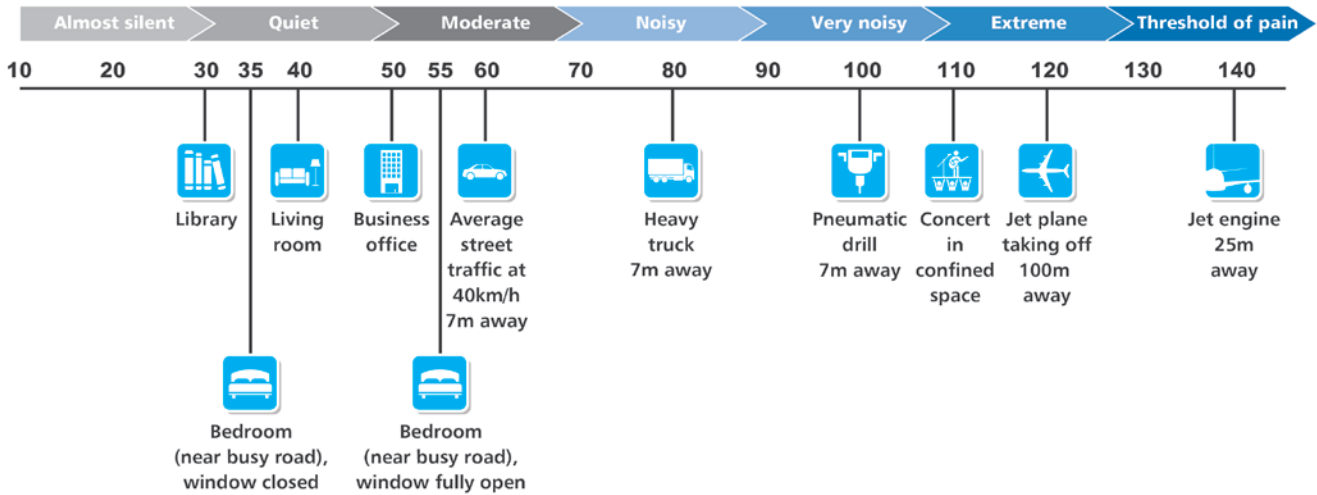 Almost silent Quiet Moderate Noisy Very noisy Extreme Threshold of pain
10 20 30 35 40 50 55 60 70 80 90 100 110 120 130 140
Library
Living
room
Business
office
Average
street
traffic at
40km/h
7m away
Heavy
truck
7m away
Pneumatic
drill
7m away
Concert
in
confined
space
Jet plane
taking off
100m
away
Jet engine
25m
away
Bedroom
(near busy road),
window closed
Bedroom
(near busy road),
window fully open